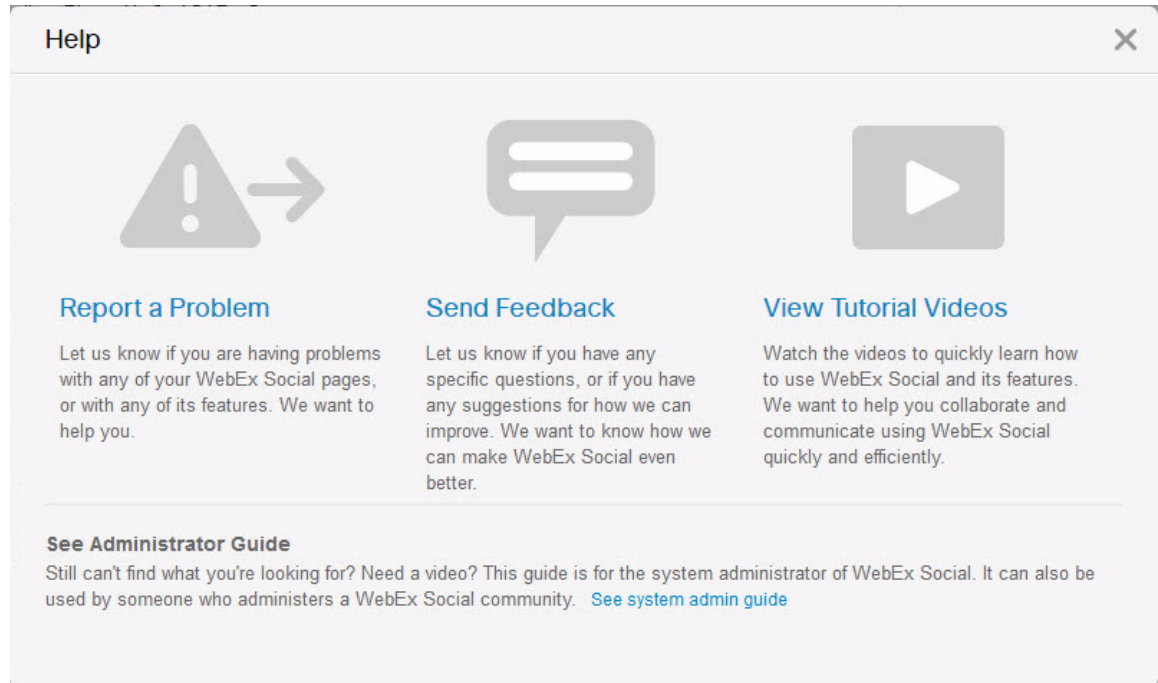 Help
Report a Problem
Let us know if you are having problems
with any of your WebEx Social pages,
or with any of its features. We want to
help you.
Send Feedback
Let us know if you have any
specific questions, or if you have
any suggestions for how we can
improve. We want to know how we
can make WebEx Social even
better.
View Tutorial Videos
Watch the videos to quickly learn how
to use WebEx Social and its features.
We want to help you collaborate and
communicate using WebEx Social
quickly and efficiently.
See Administrator Guide
Still can't find what you're looking for? Need a video? This guide is for the system administrator of WebEx Social. It can also be
used by someone who administers a WebEx Social community. See system admin guide